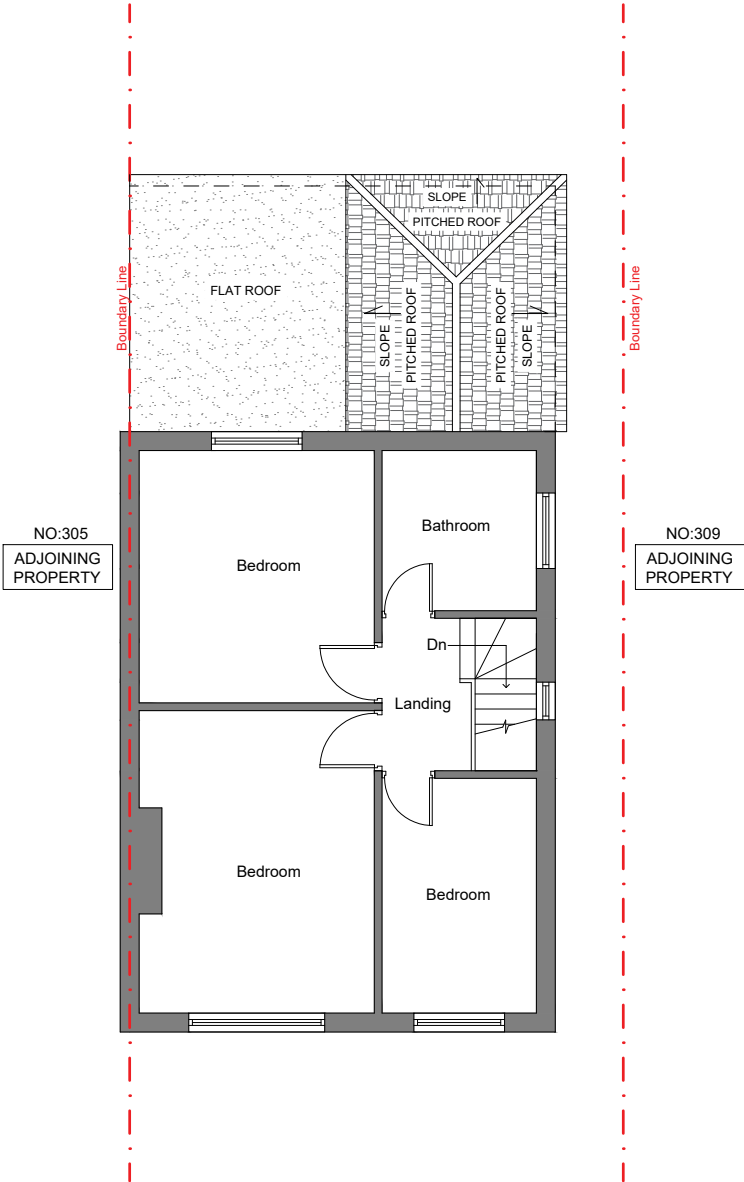 SLOPE
PITCHED ROOF
FLAT ROOF
SLOPE
PITCHED ROOF
PITCHED ROOF
SLOPE
Boundary Line
Boundary Line
NO:305
ADJOINING
PROPERTY
NO:309
ADJOINING
PROPERTY
Bathroom
Bedroom
Dn
Landing
Bedroom
Bedroom